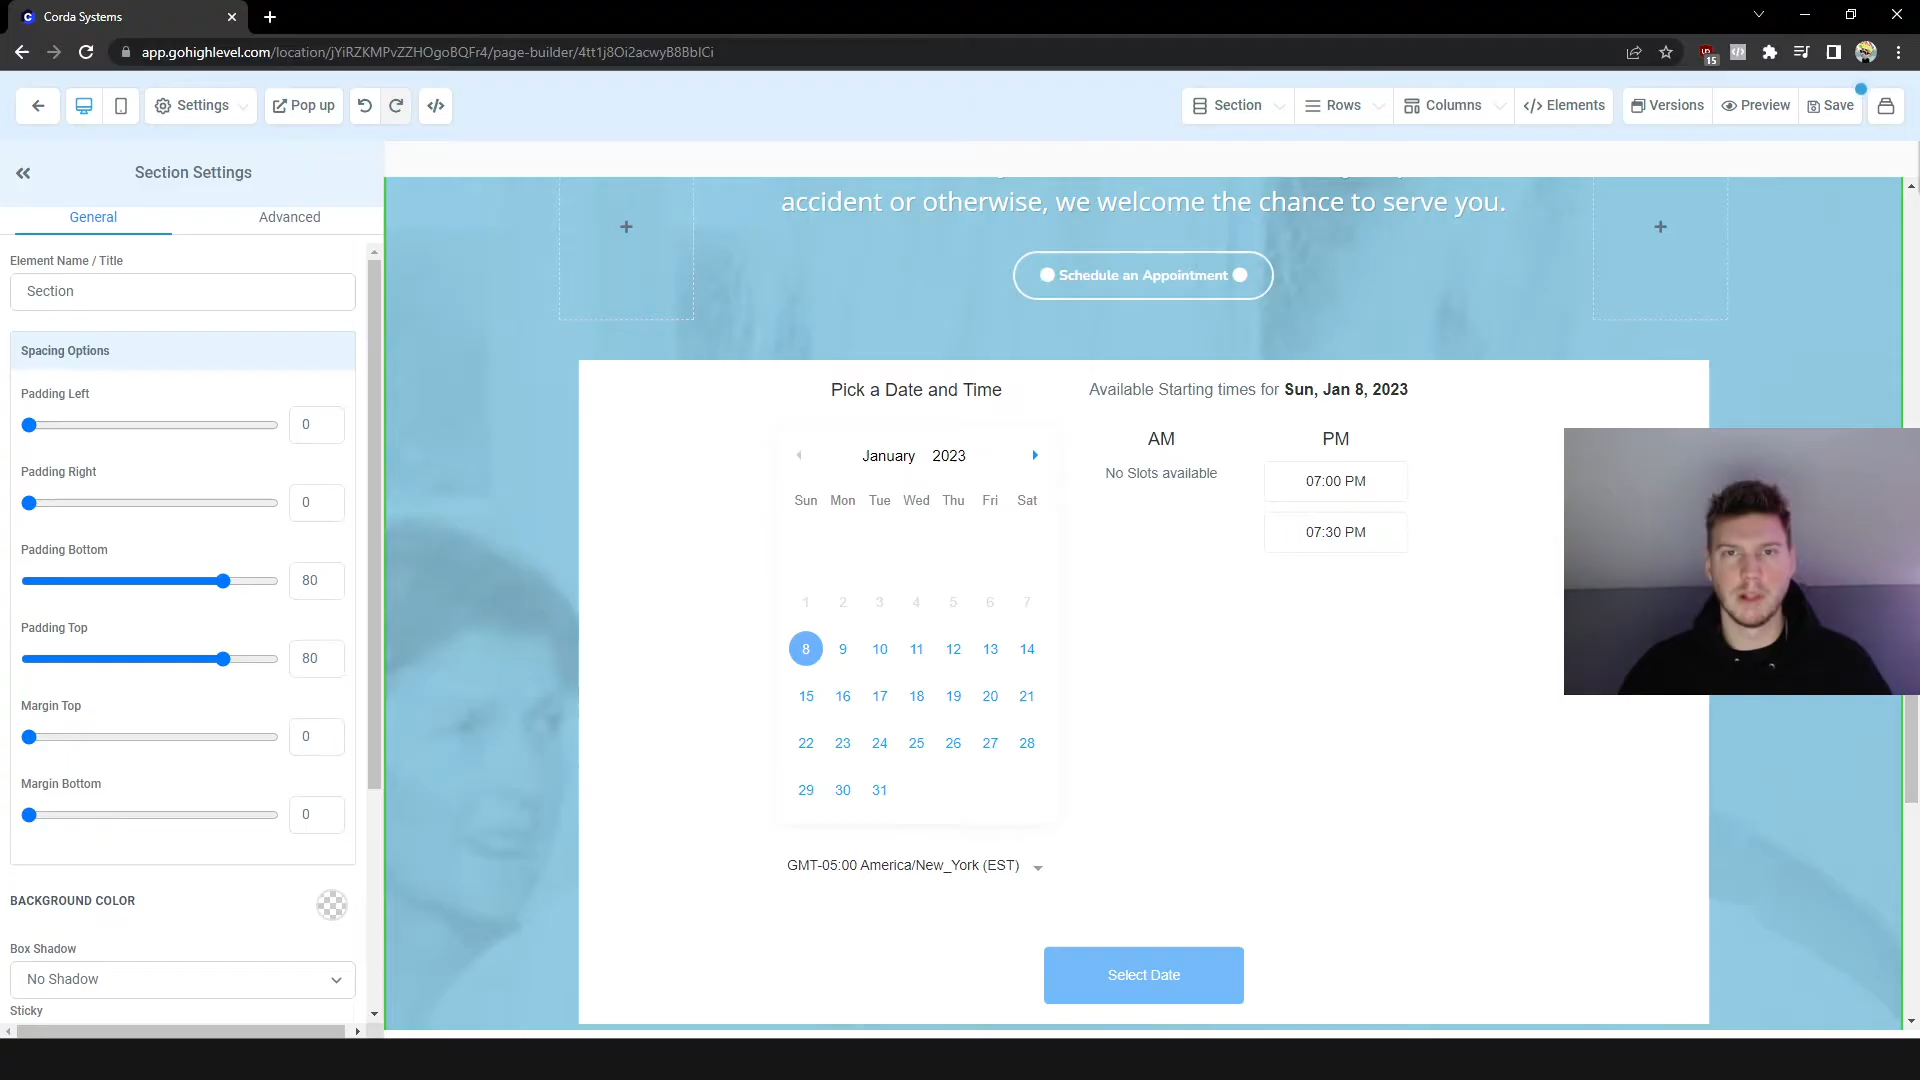 Corda Systems
app.gohighlevel.com/location/jYiRZKMPvZZHOgoBQFr4/page-builder/4tt1j8Oi2acwyB8BbICi
15
Settings
Pop up
Section
Rows
Columns
</> Elements
Versions
Preview
Save
Section Settings
General
Advanced
Element Name / Title
Section
Spacing Options
Padding Left
0
Padding Right
0
Padding Bottom
80
Padding Top
80
Margin Top
0
Margin Bottom
0
BACKGROUND COLOR
Box Shadow
No Shadow
Sticky
accident or otherwise, we welcome the chance to serve you.
Schedule an Appointment
Pick a Date and Time
January 2023
Sun Mon Tue Wed Thu Fri Sat
1 2 3 4 5 6 7
8 9 10 11 12 13 14
15 16 17 18 19 20 21
22 23 24 25 26 27 28
29 30 31
GMT-05:00 America/New_York (EST)
Available Starting times for Sun, Jan 8, 2023
AM
No Slots available
PM
07:00 PM
07:30 PM
Select Date